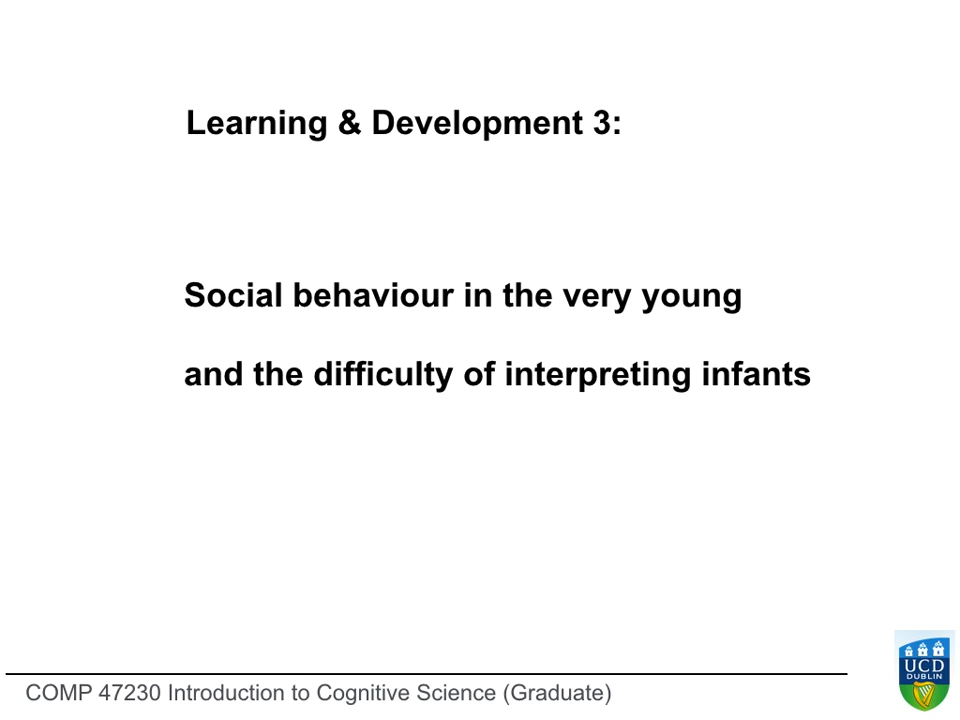 Learning & Development 3:
Social behaviour in the very young
and the difficulty of interpreting infants
COMP 47230 Introduction to Cognitive Science (Graduate)
UCD
DUBLIN